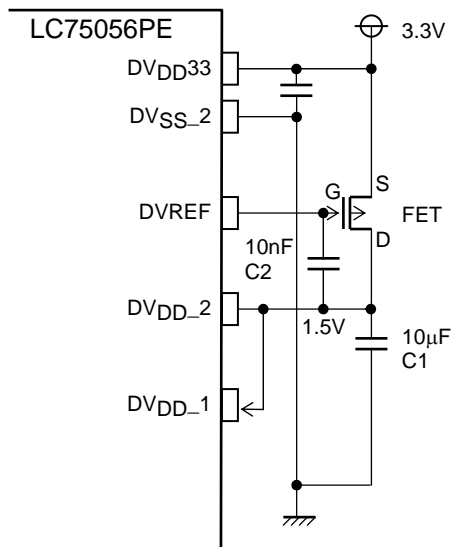 LC75056PE
3.3V
DVDD33
DVSS_2
G
S
DVREF
FET
D
10nF
C2
DVDD_2
1.5V
10μF
C1
DVDD_1